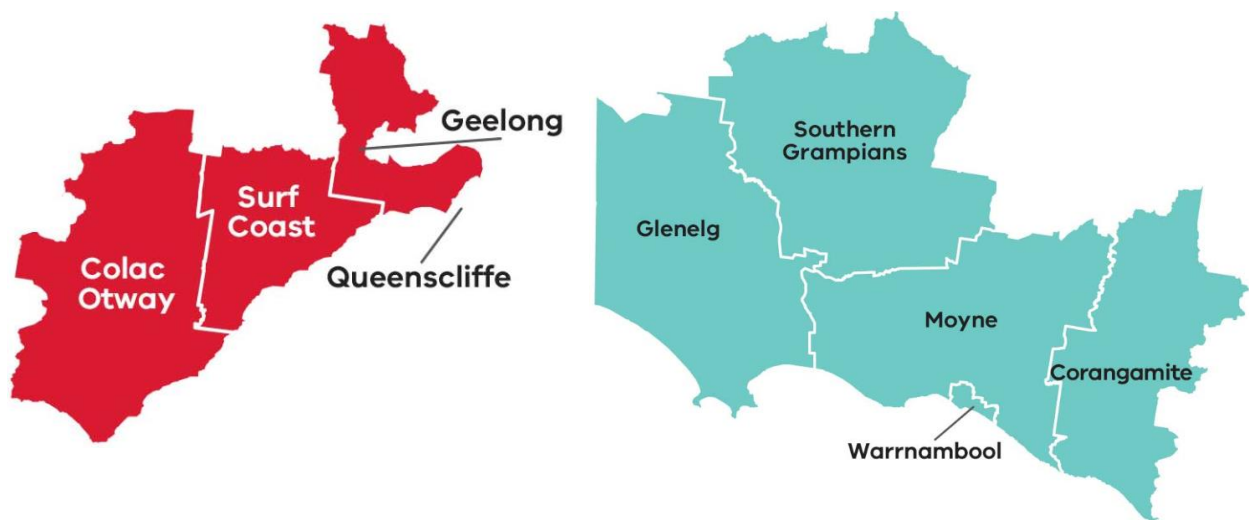 Geelong
Surf
Coast
Colac
Otway
Queenscliffe
Southern
Grampians
Glenelg
Moyne
Corangamite
Warrnambool